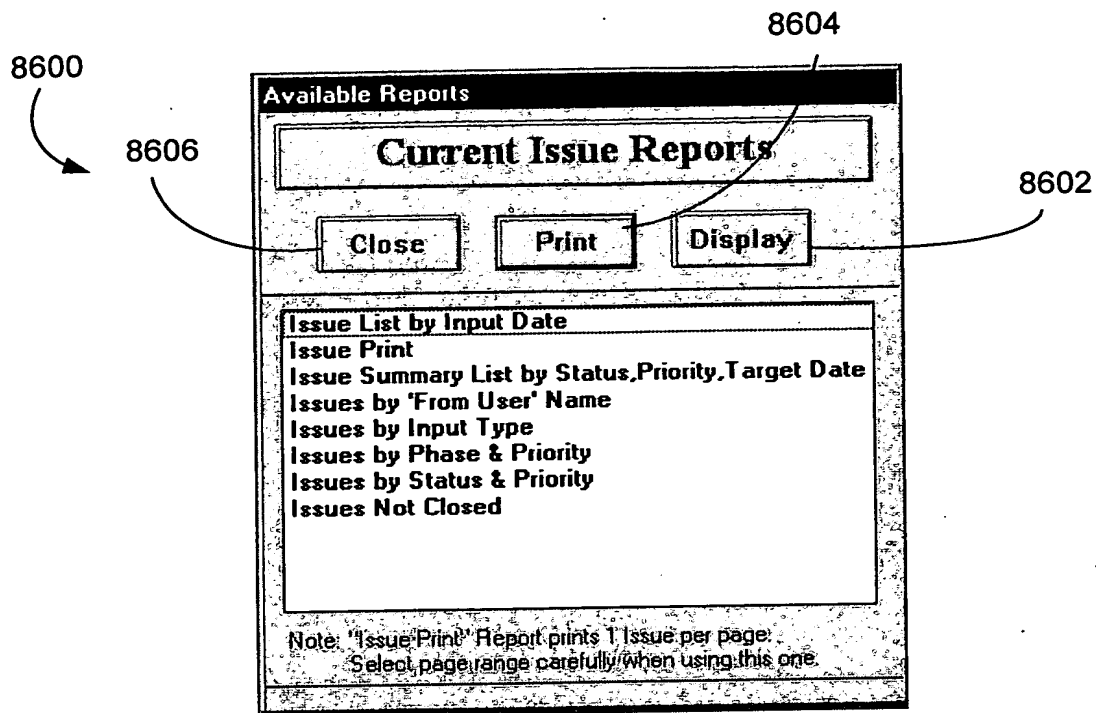 8604
8600
Available Reports
8606
Current Issue Reports
8602
Close Print Display
Issue List by Input Date
Issue Print
Issue Summary List by Status,Priority,Target Date
Issues by 'From User' Name
Issues by Input Type
Issues by Phase & Priority
Issues by Status & Priority
Issues Not Closed
Note: "Issue Print" Report prints 1 Issue per page.
Select page range carefully when using this one.